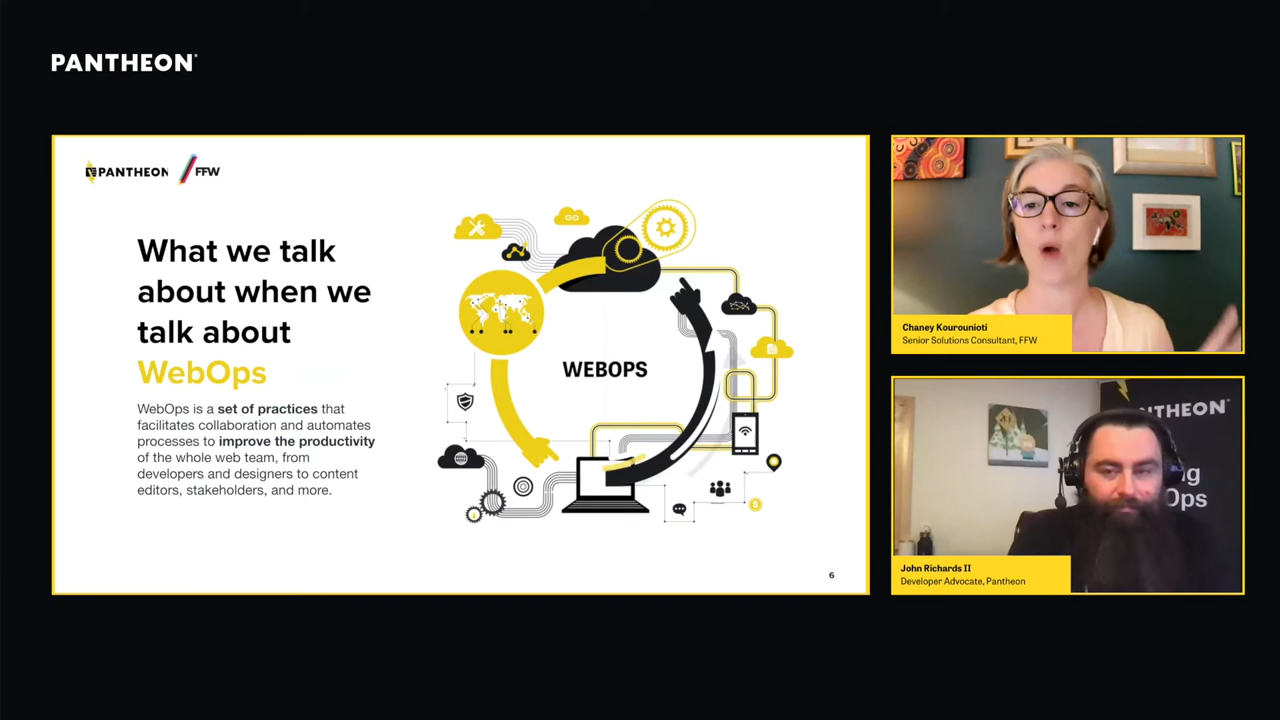 PANTHEON
PANTHEON / FFW
What we talk
about when we
talk about
WebOps
WebOps is a set of practices that
facilitates collaboration and automates
processes to improve the productivity
of the whole web team, from
developers and designers to content
editors, stakeholders, and more.
WEBOPS
6
Chaney Kourounioti
Senior Solutions Consultant, FFW
NTHEON
Ops
John Richards II
Developer Advocate, Pantheon